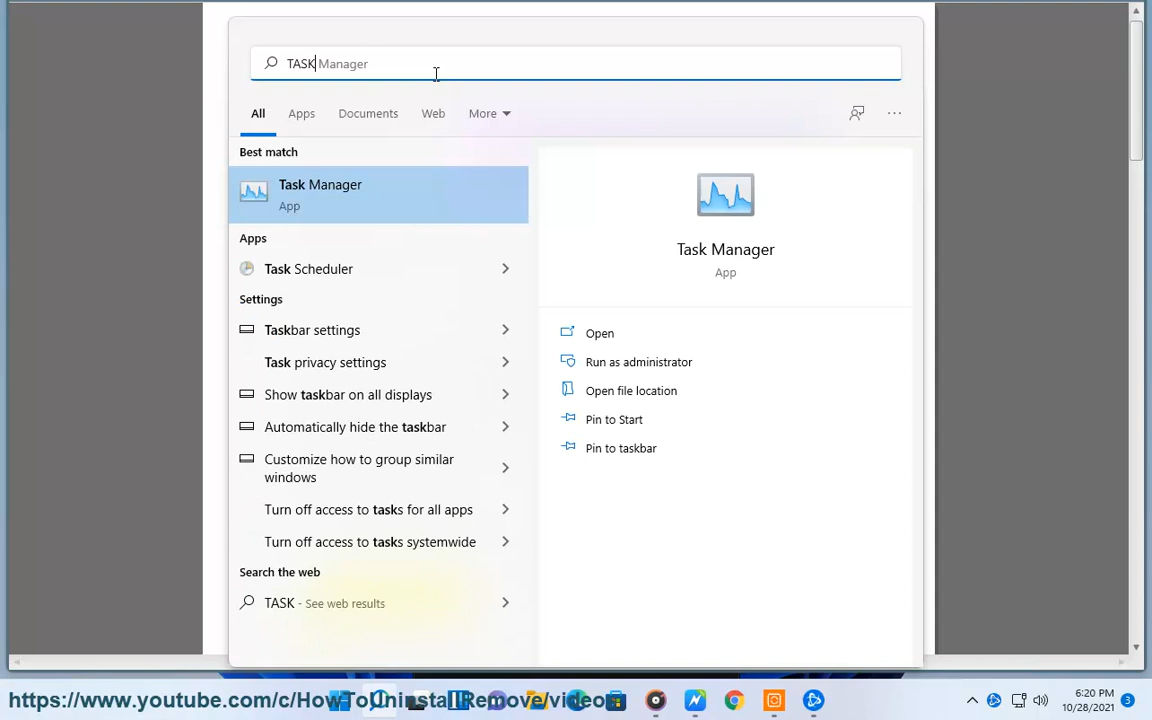 TASK Manager
All Apps Documents Web More ...
Best match
Task Manager
App
Apps
Task Scheduler
Settings
Taskbar settings
Task privacy settings
Show taskbar on all displays
Automatically hide the taskbar
Customize how to group similar
windows
Turn off access to tasks for all apps
Turn off access to tasks systemwide
Search the web
TASK - See web results
Task Manager
App
Open
Run as administrator
Open file location
Pin to Start
Pin to taskbar
https://www.youtube.com/c/HowToUninstallRemove/videos
6:20 PM
10/28/2021
3